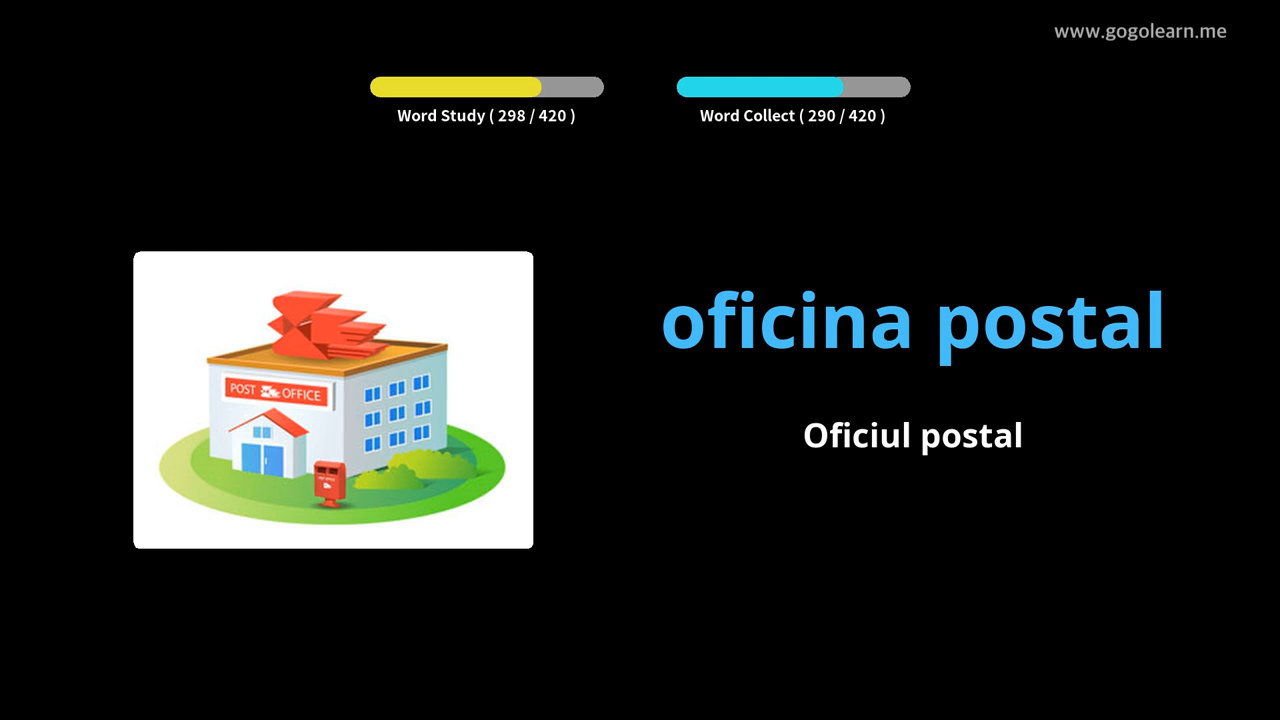 www.gogolearn.me
Word Study ( 298 / 420 )
Word Collect ( 290 / 420 )
POST OFFICE
oficina postal
Oficiul postal